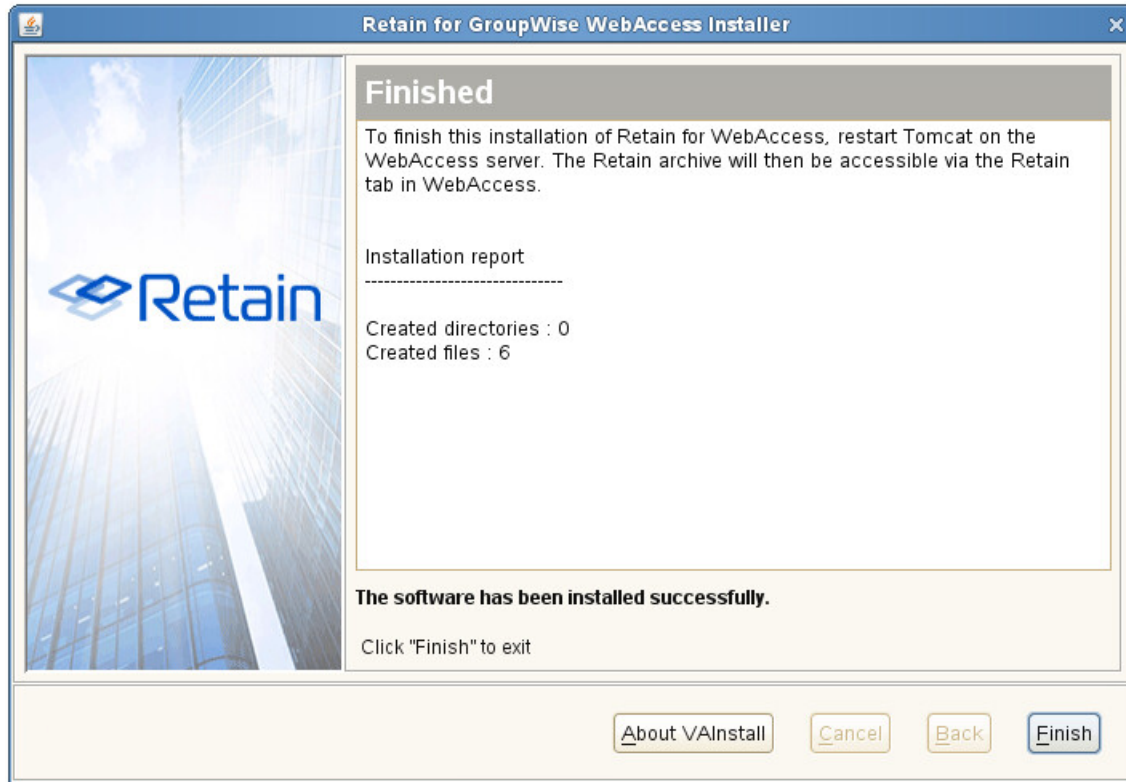 Retain for GroupWise WebAccess Installer
Finished
To finish this installation of Retain for WebAccess, restart Tomcat on the
WebAccess server. The Retain archive will then be accessible via the Retain
tab in WebAccess.
Installation report
-------------------------------
Created directories : 0
Created files : 6
Retain
The software has been installed successfully.
Click "Finish" to exit
About VAInstall
Cancel
Back
Finish